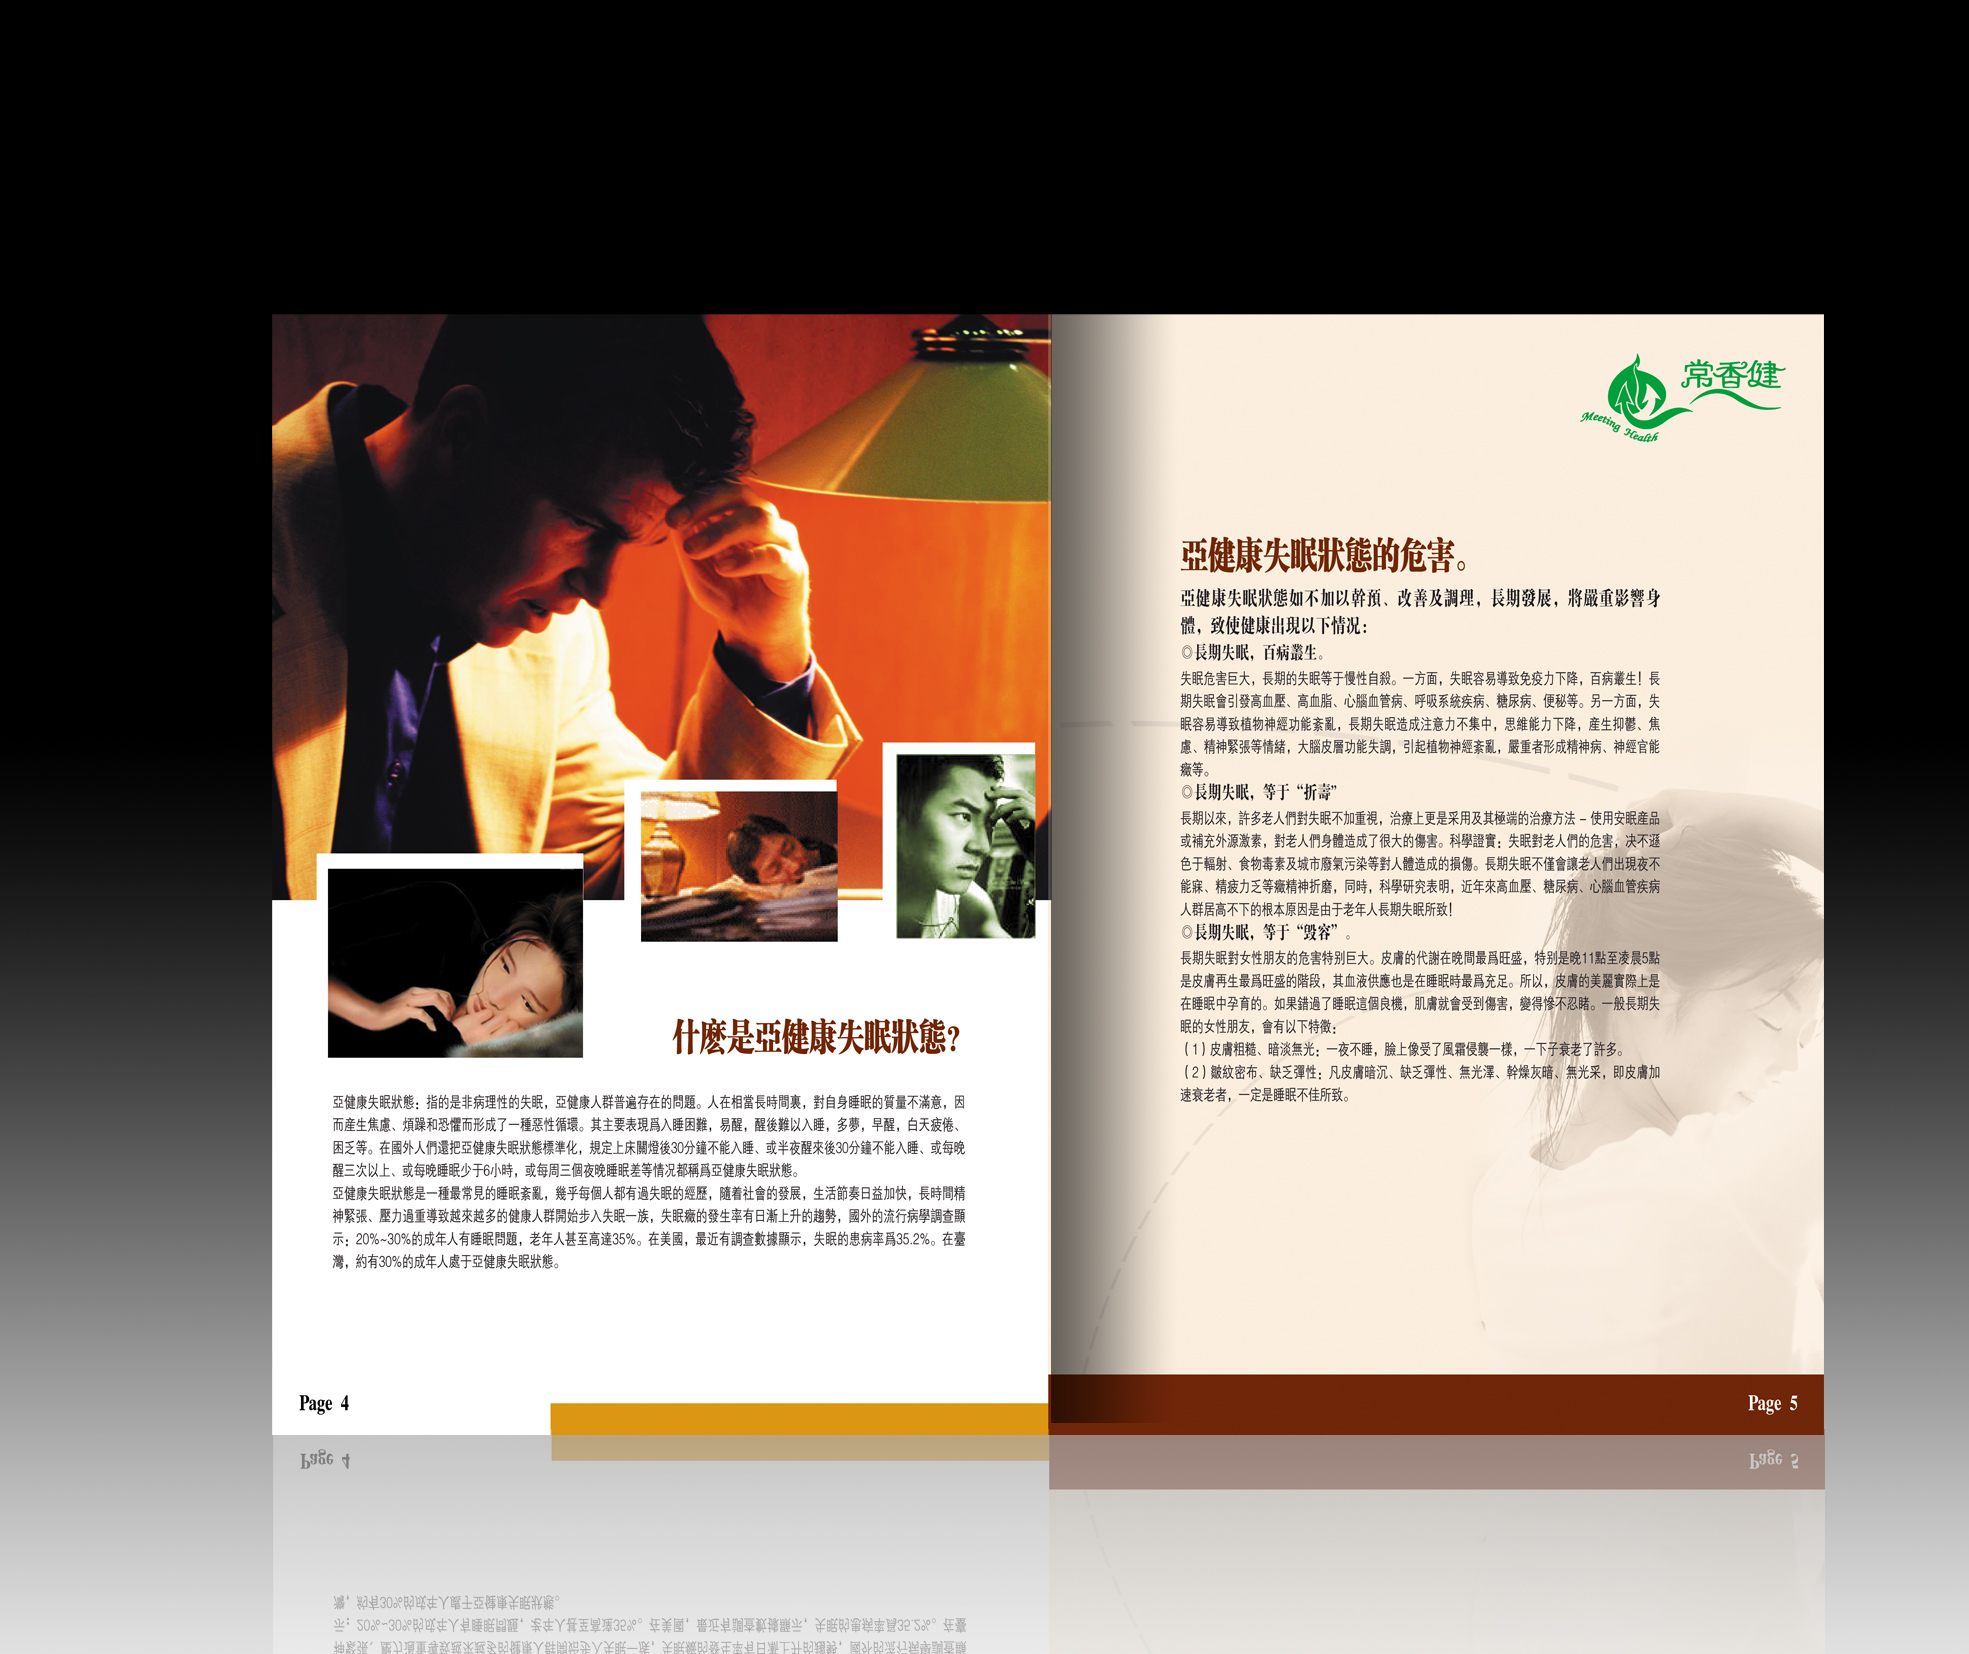 什麽是亞健康失眠狀態?
亞健康失眠狀態：指的是非病理性的失眠，亞健康人群普遍存在的問題。人在相當長時間裏，對自身睡眠的質量不滿意，因
而産生焦慮、煩躁和恐懼而形成了一種惡性循環。其主要表現爲入睡困難，易醒，醒後難以入睡，多夢，早醒，白天疲倦、
困乏等。在國外人們還把亞健康失眠狀態標準化，規定上床關燈後30分鐘不能入睡、或半夜醒來後30分鐘不能入睡、或每晚
醒三次以上、或每晚睡眠少于6小時，或每周三個夜晚睡眠差等情况都稱爲亞健康失眠狀態。
亞健康失眠狀態是一種最常見的睡眠紊亂，幾乎每個人都有過失眠的經歷，隨着社會的發展，生活節奏日益加快，長時間精
神緊張、壓力過重導致越來越多的健康人群開始步入失眠一族，失眠癥的發生率有日漸上升的趨勢，國外的流行病學調查顯
示：20%~30%的成年人有睡眠問題，老年人甚至高達35%。在美國，最近有調查數據顯示，失眠的患病率爲35.2%。在臺
灣，約有30%的成年人處于亞健康失眠狀態。
Page 4
常香健
Meeting Health
亞健康失眠狀態的危害。
亞健康失眠狀態如不加以幹預、改善及調理，長期發展，將嚴重影響身
體，致使健康出現以下情况：
◎長期失眠，百病叢生。
失眠危害巨大，長期的失眠等于慢性自殺。一方面，失眠容易導致免疫力下降，百病叢生！長
期失眠會引發高血壓、高血脂、心腦血管病、呼吸系統疾病、糖尿病、便秘等。另一方面，失
眠容易導致植物神經功能紊亂，長期失眠造成注意力不集中，思維能力下降，産生抑鬱、焦
慮、精神緊張等情緒，大腦皮層功能失調，引起植物神經紊亂，嚴重者形成精神病、神經官能
癥等。
◎長期失眠，等于“折壽”
長期以來，許多老人們對失眠不加重視，治療上更是采用及其極端的治療方法－使用安眠産品
或補充外源激素，對老人們身體造成了很大的傷害。科學證實：失眠對老人們的危害，决不遜
色于輻射、食物毒素及城市廢氣污染等對人體造成的損傷。長期失眠不僅會讓老人們出現夜不
能寐、精疲力乏等癥精神折磨，同時，科學研究表明，近年來高血壓、糖尿病、心腦血管疾病
人群居高不下的根本原因是由于老年人長期失眠所致！
◎長期失眠，等于“毁容”。
長期失眠對女性朋友的危害特别巨大。皮膚的代謝在晚間最爲旺盛，特别是晚11點至凌晨5點
是皮膚再生最爲旺盛的階段，其血液供應也是在睡眠時最爲充足。所以，皮膚的美麗實際上是
在睡眠中孕育的。如果錯過了睡眠這個良機，肌膚就會受到傷害，變得慘不忍睹。一般長期失
眠的女性朋友，會有以下特徵：
（1）皮膚粗糙、暗淡無光：一夜不睡，臉上像受了風霜侵襲一樣，一下子衰老了許多。
（2）皺紋密布、缺乏彈性：凡皮膚暗沉、缺乏彈性、無光澤、幹燥灰暗、無光采，即皮膚加
速衰老者，一定是睡眠不佳所致。
Page 5